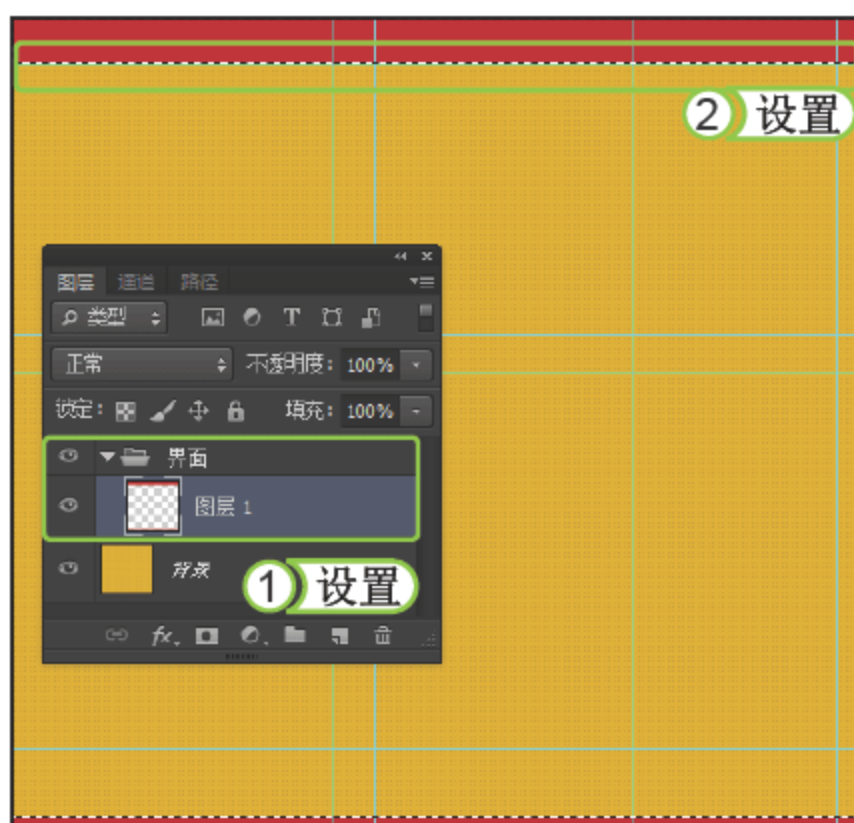 ② 设置
图层 通道 路径
类型
正常 不透明度: 100%
锁定: 填充: 100%
界面
图层 1
背景
① 设置
fx.